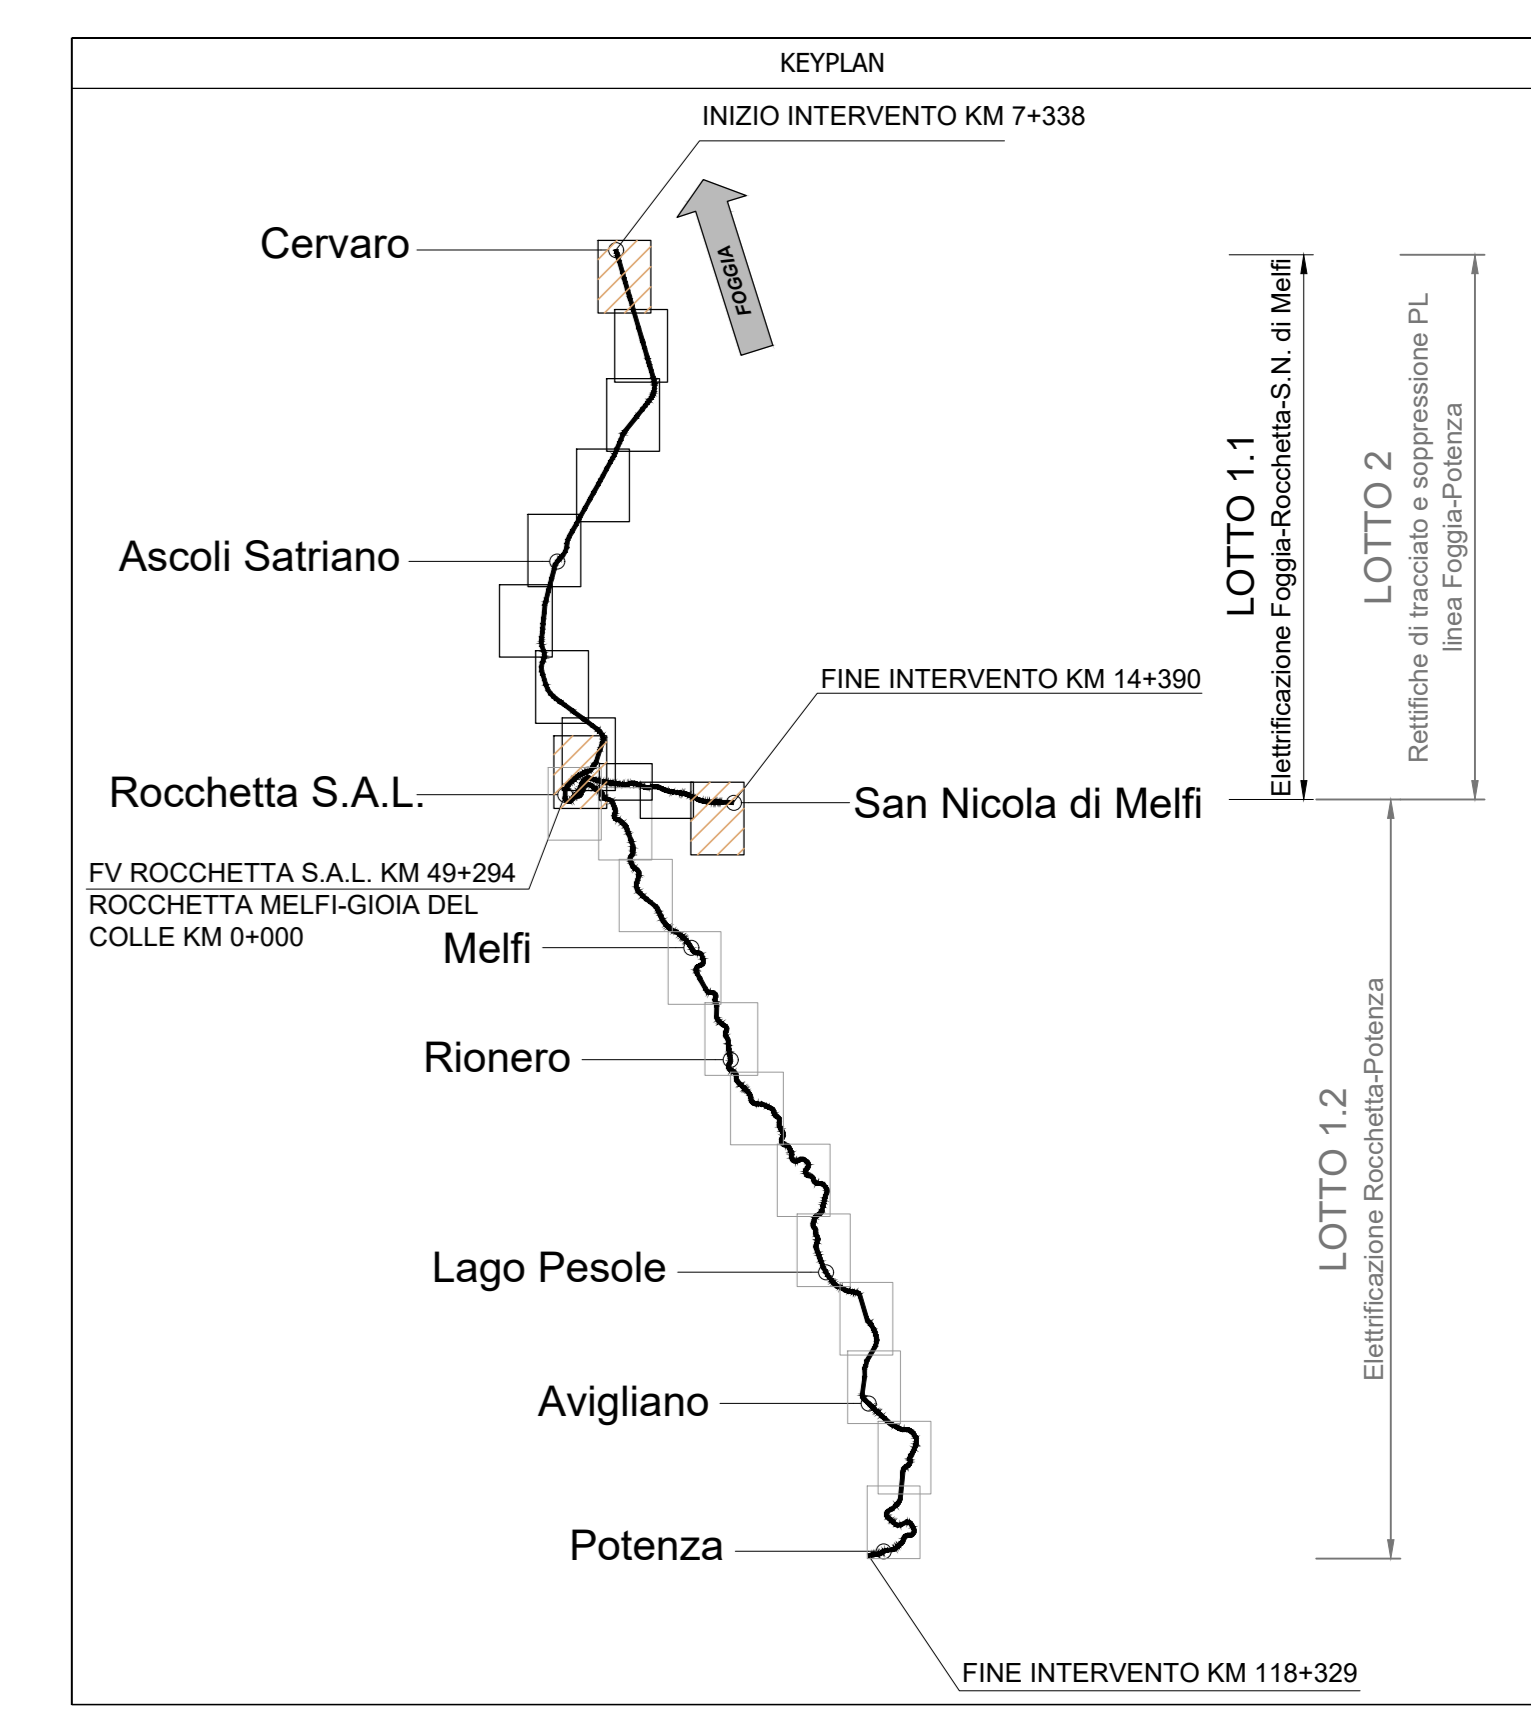 KEYPLAN
INIZIO INTERVENTO KM 7+338
FOGGIA
Cervaro
Ascoli Satriano
FINE INTERVENTO KM 14+390
Rocchetta S.A.L.
San Nicola di Melfi
FV ROCCHETTA S.A.L. KM 49+294
ROCCHETTA MELFI-GIOIA DEL
COLLE KM 0+000
Melfi
Rionero
Lago Pesole
Avigliano
Potenza
FINE INTERVENTO KM 118+329
LOTTO 1.1
Elettrificazione Foggia-Rocchetta-S.N. di Melfi
LOTTO 2
Rettifiche di tracciato e soppressione PL
linea Foggia-Potenza
LOTTO 1.2
Elettrificazione Rocchetta-Potenza